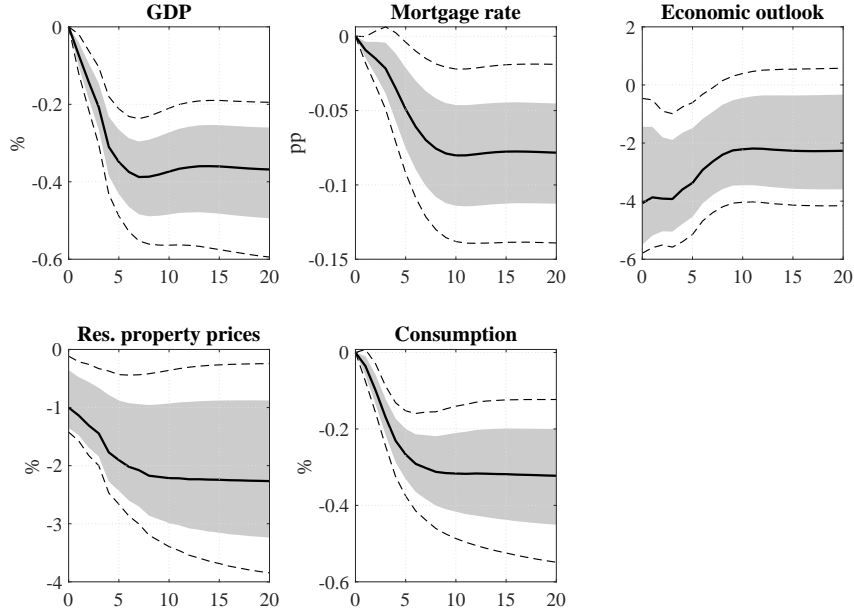 GDP
0
-0.2
-0.4
-0.6
%
0 5 10 15 20
Mortgage rate
0
-0.05
-0.1
-0.15
pp
0 5 10 15 20
Economic outlook
2
0
-2
-4
-6
0 5 10 15 20
Res. property prices
0
-1
-2
-3
-4
%
0 5 10 15 20
Consumption
0
-0.2
-0.4
-0.6
%
0 5 10 15 20